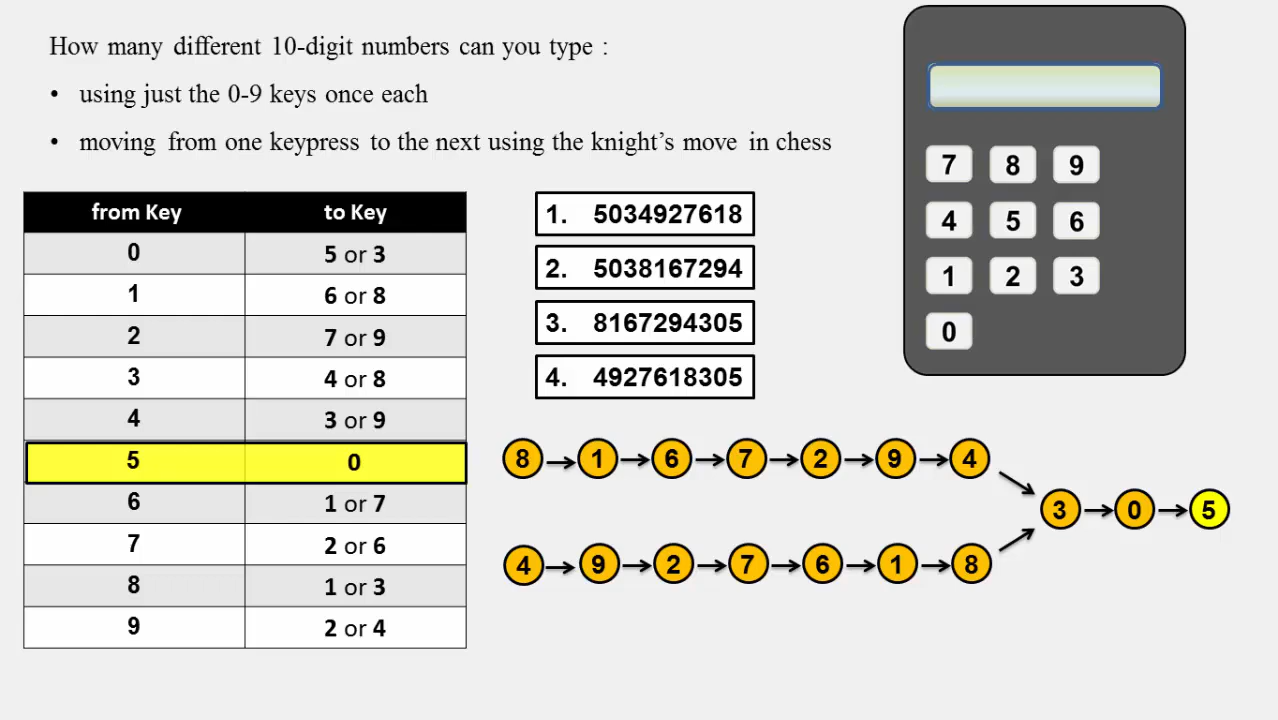 How many different 10-digit numbers can you type :
• using just the 0-9 keys once each
• moving from one keypress to the next using the knight's move in chess
from Key to Key
0 5 or 3
1 6 or 8
2 7 or 9
3 4 or 8
4 3 or 9
5 0
6 1 or 7
7 2 or 6
8 1 or 3
9 2 or 4
1. 5034927618
2. 5038167294
3. 8167294305
4. 4927618305
7 8 9
4 5 6
1 2 3
0
8 1 6 7 2 9 4
3 0 5
4 9 2 7 6 1 8